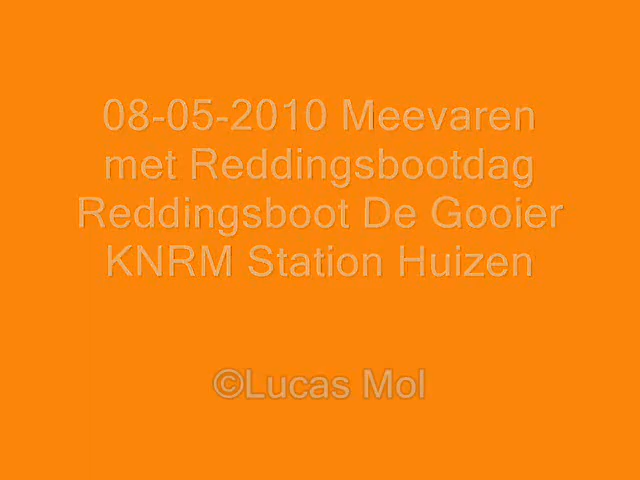 08-05-2010 Meevaren
met Reddingsbootdag
Reddingsboot De Gooier
KNRM Station Huizen
©Lucas Mol